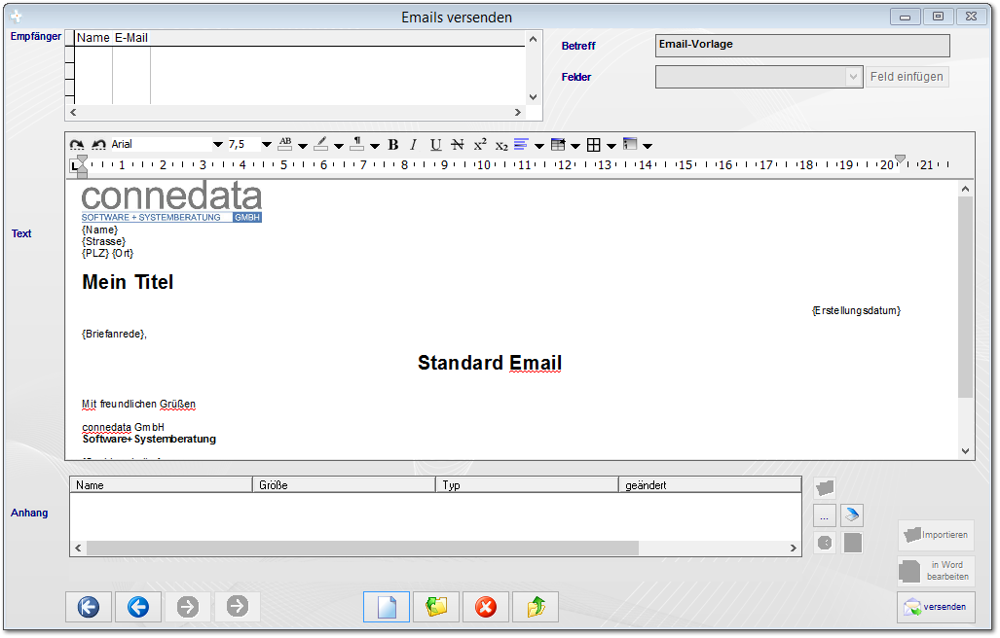 Emails versenden
Empfänger
Name E-Mail
Betreff
Email-Vorlage
Felder
Feld einfügen
Arial 7,5 AB ¶ B I U N x² x₂
L 1 2 3 4 5 6 7 8 9 10 11 12 13 14 15 16 17 18 19 20 21
Text
connedata
SOFTWARE + SYSTEMBERATUNG GMBH
{Name}
{Strasse}
{PLZ} {Ort}
Mein Titel
{Erstellungsdatum}
{Briefanrede},
Standard Email
Mit freundlichen Grüßen
connedata GmbH
Software+ Systemberatung
Anhang
Name Größe Typ geändert
...
Importieren
in Word
bearbeiten
versenden